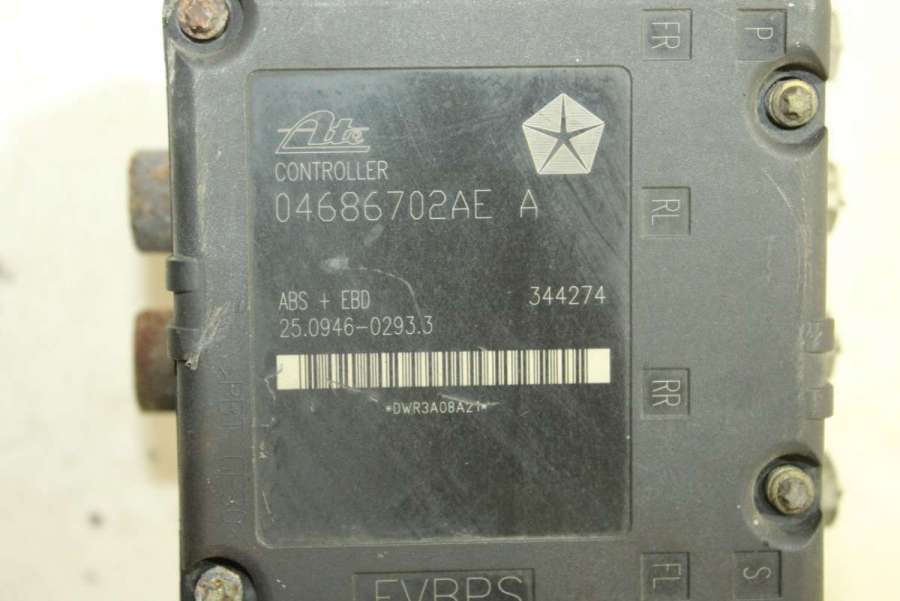 FR
P
Ate
CONTROLLER
04686702AE A
RL
ABS + EBD 344274
25.0946-0293.3
RR
*DWR3A08A21*
FL
S
EVBPS